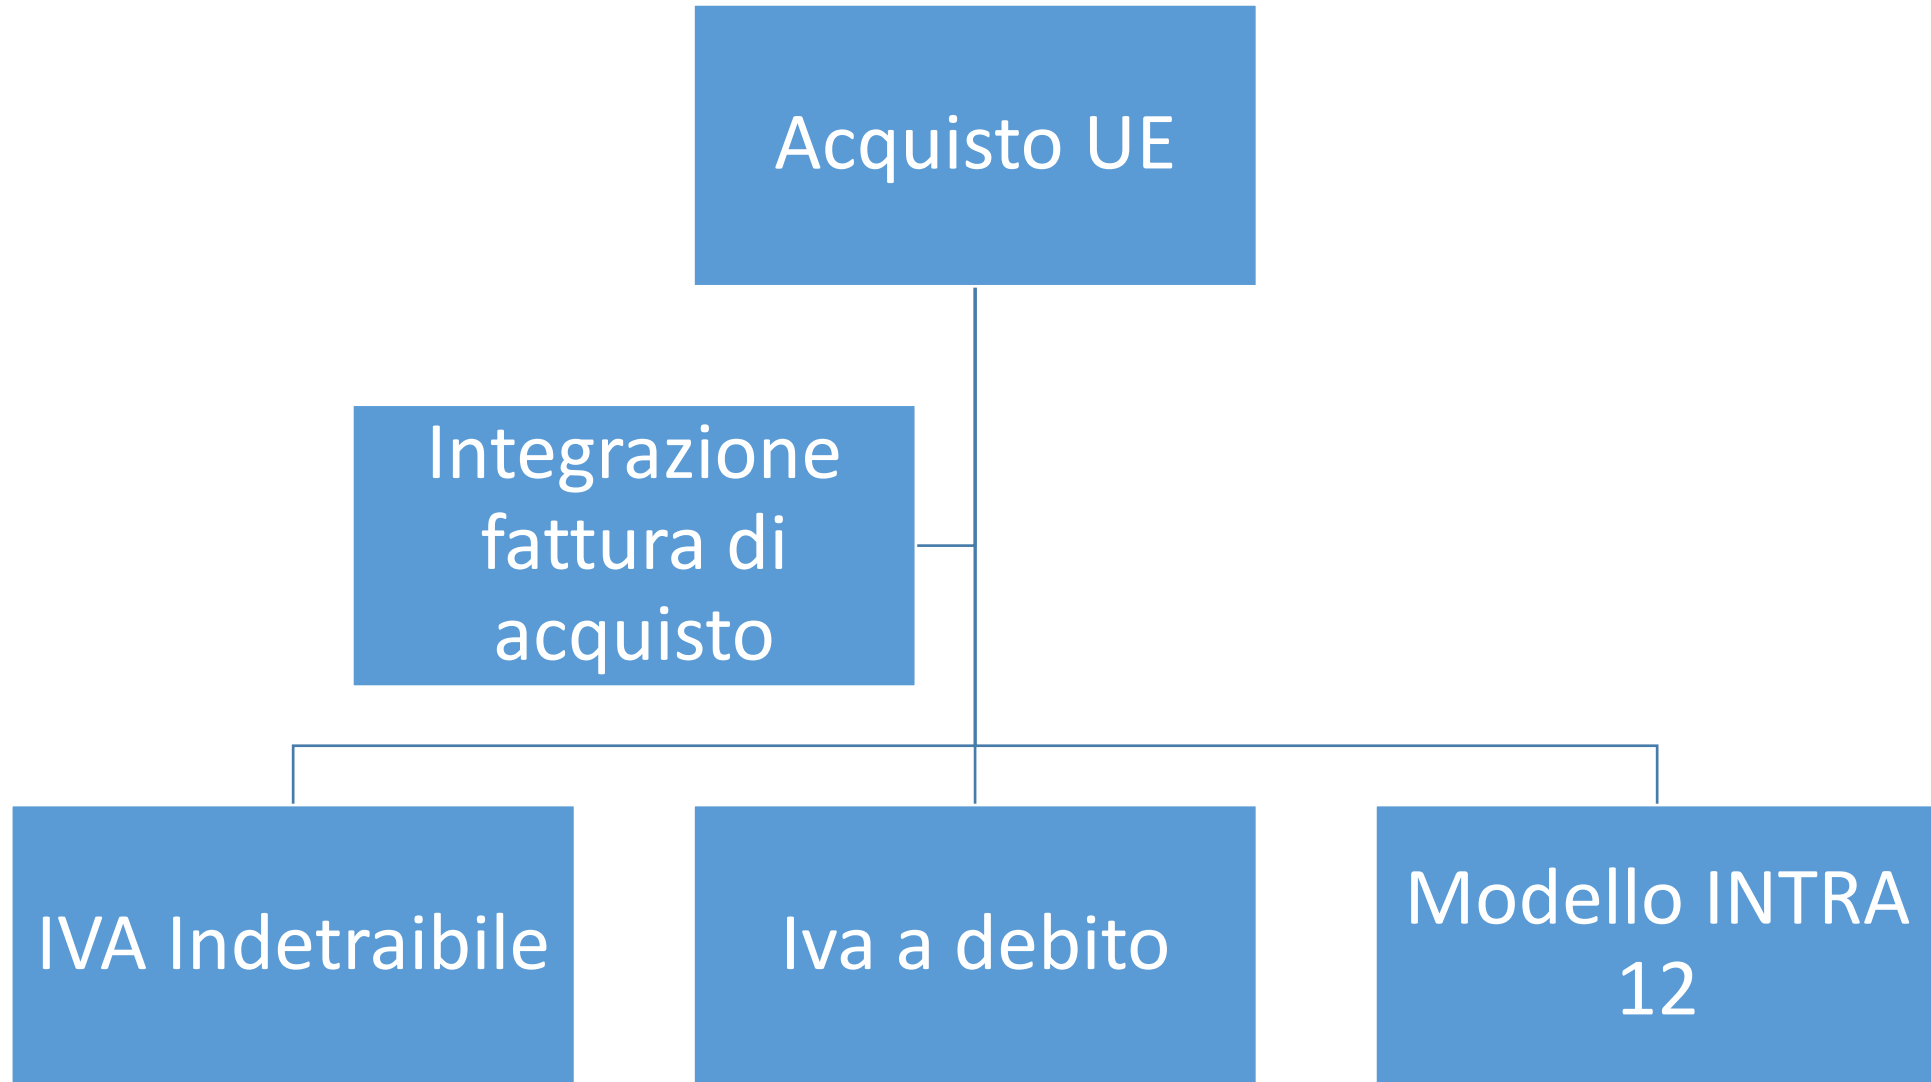 Acquisto UE
Integrazione
fattura di
acquisto
IVA Indetraibile
Iva a debito
Modello INTRA
12